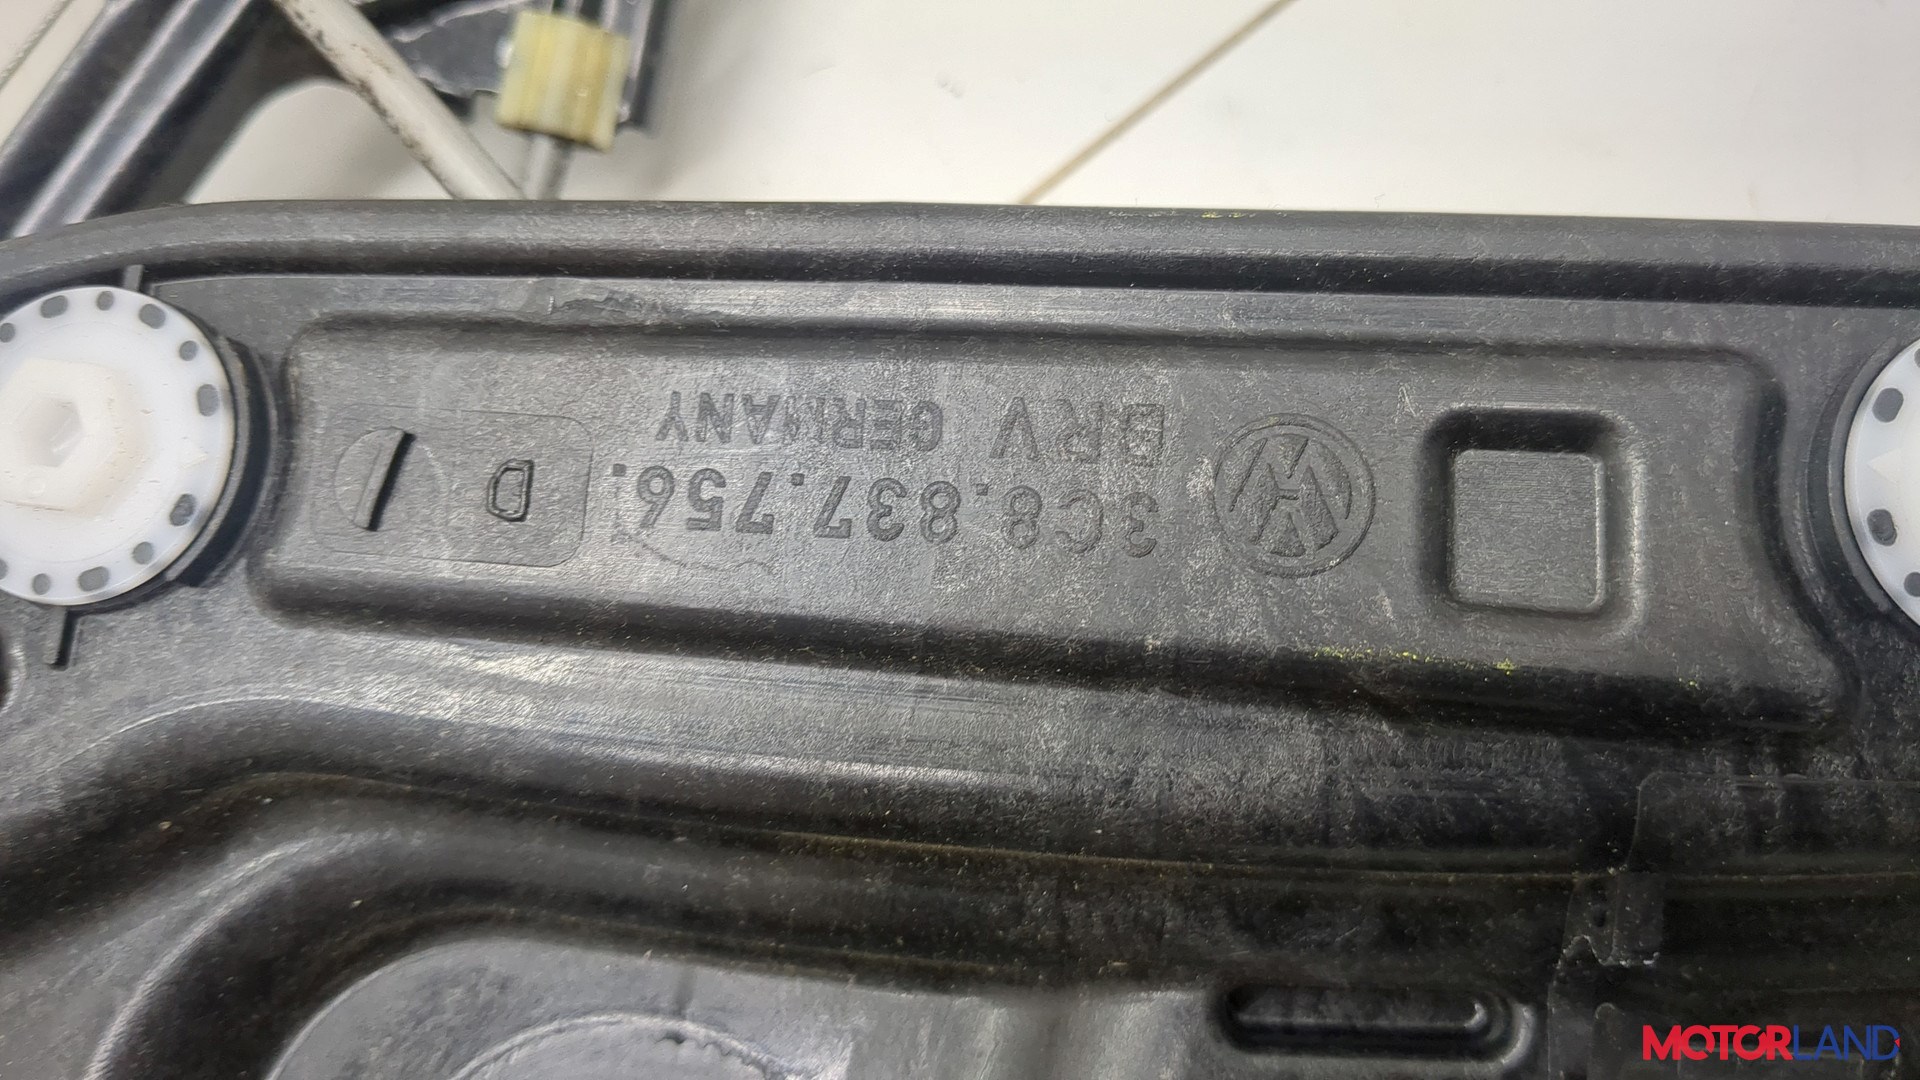 3C8.837.756.
D
BRV GERMANY
MOTORLAND